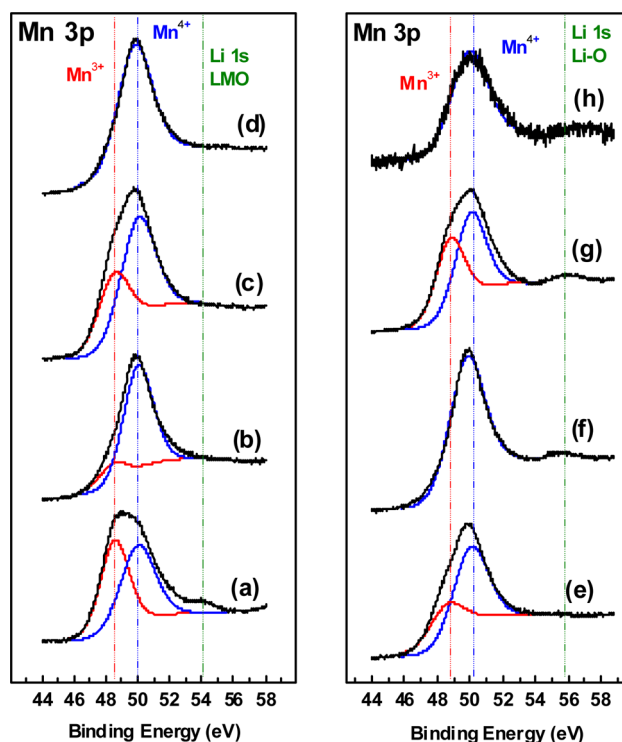 Mn 3p
Mn4+
Li 1s
LMO
Mn3+
(d)
(c)
(b)
(a)
44 46 48 50 52 54 56 58
Binding Energy (eV)
Mn 3p
Mn4+
Li 1s
Li-O
Mn3+
(h)
(g)
(f)
(e)
44 46 48 50 52 54 56 58
Binding Energy (eV)